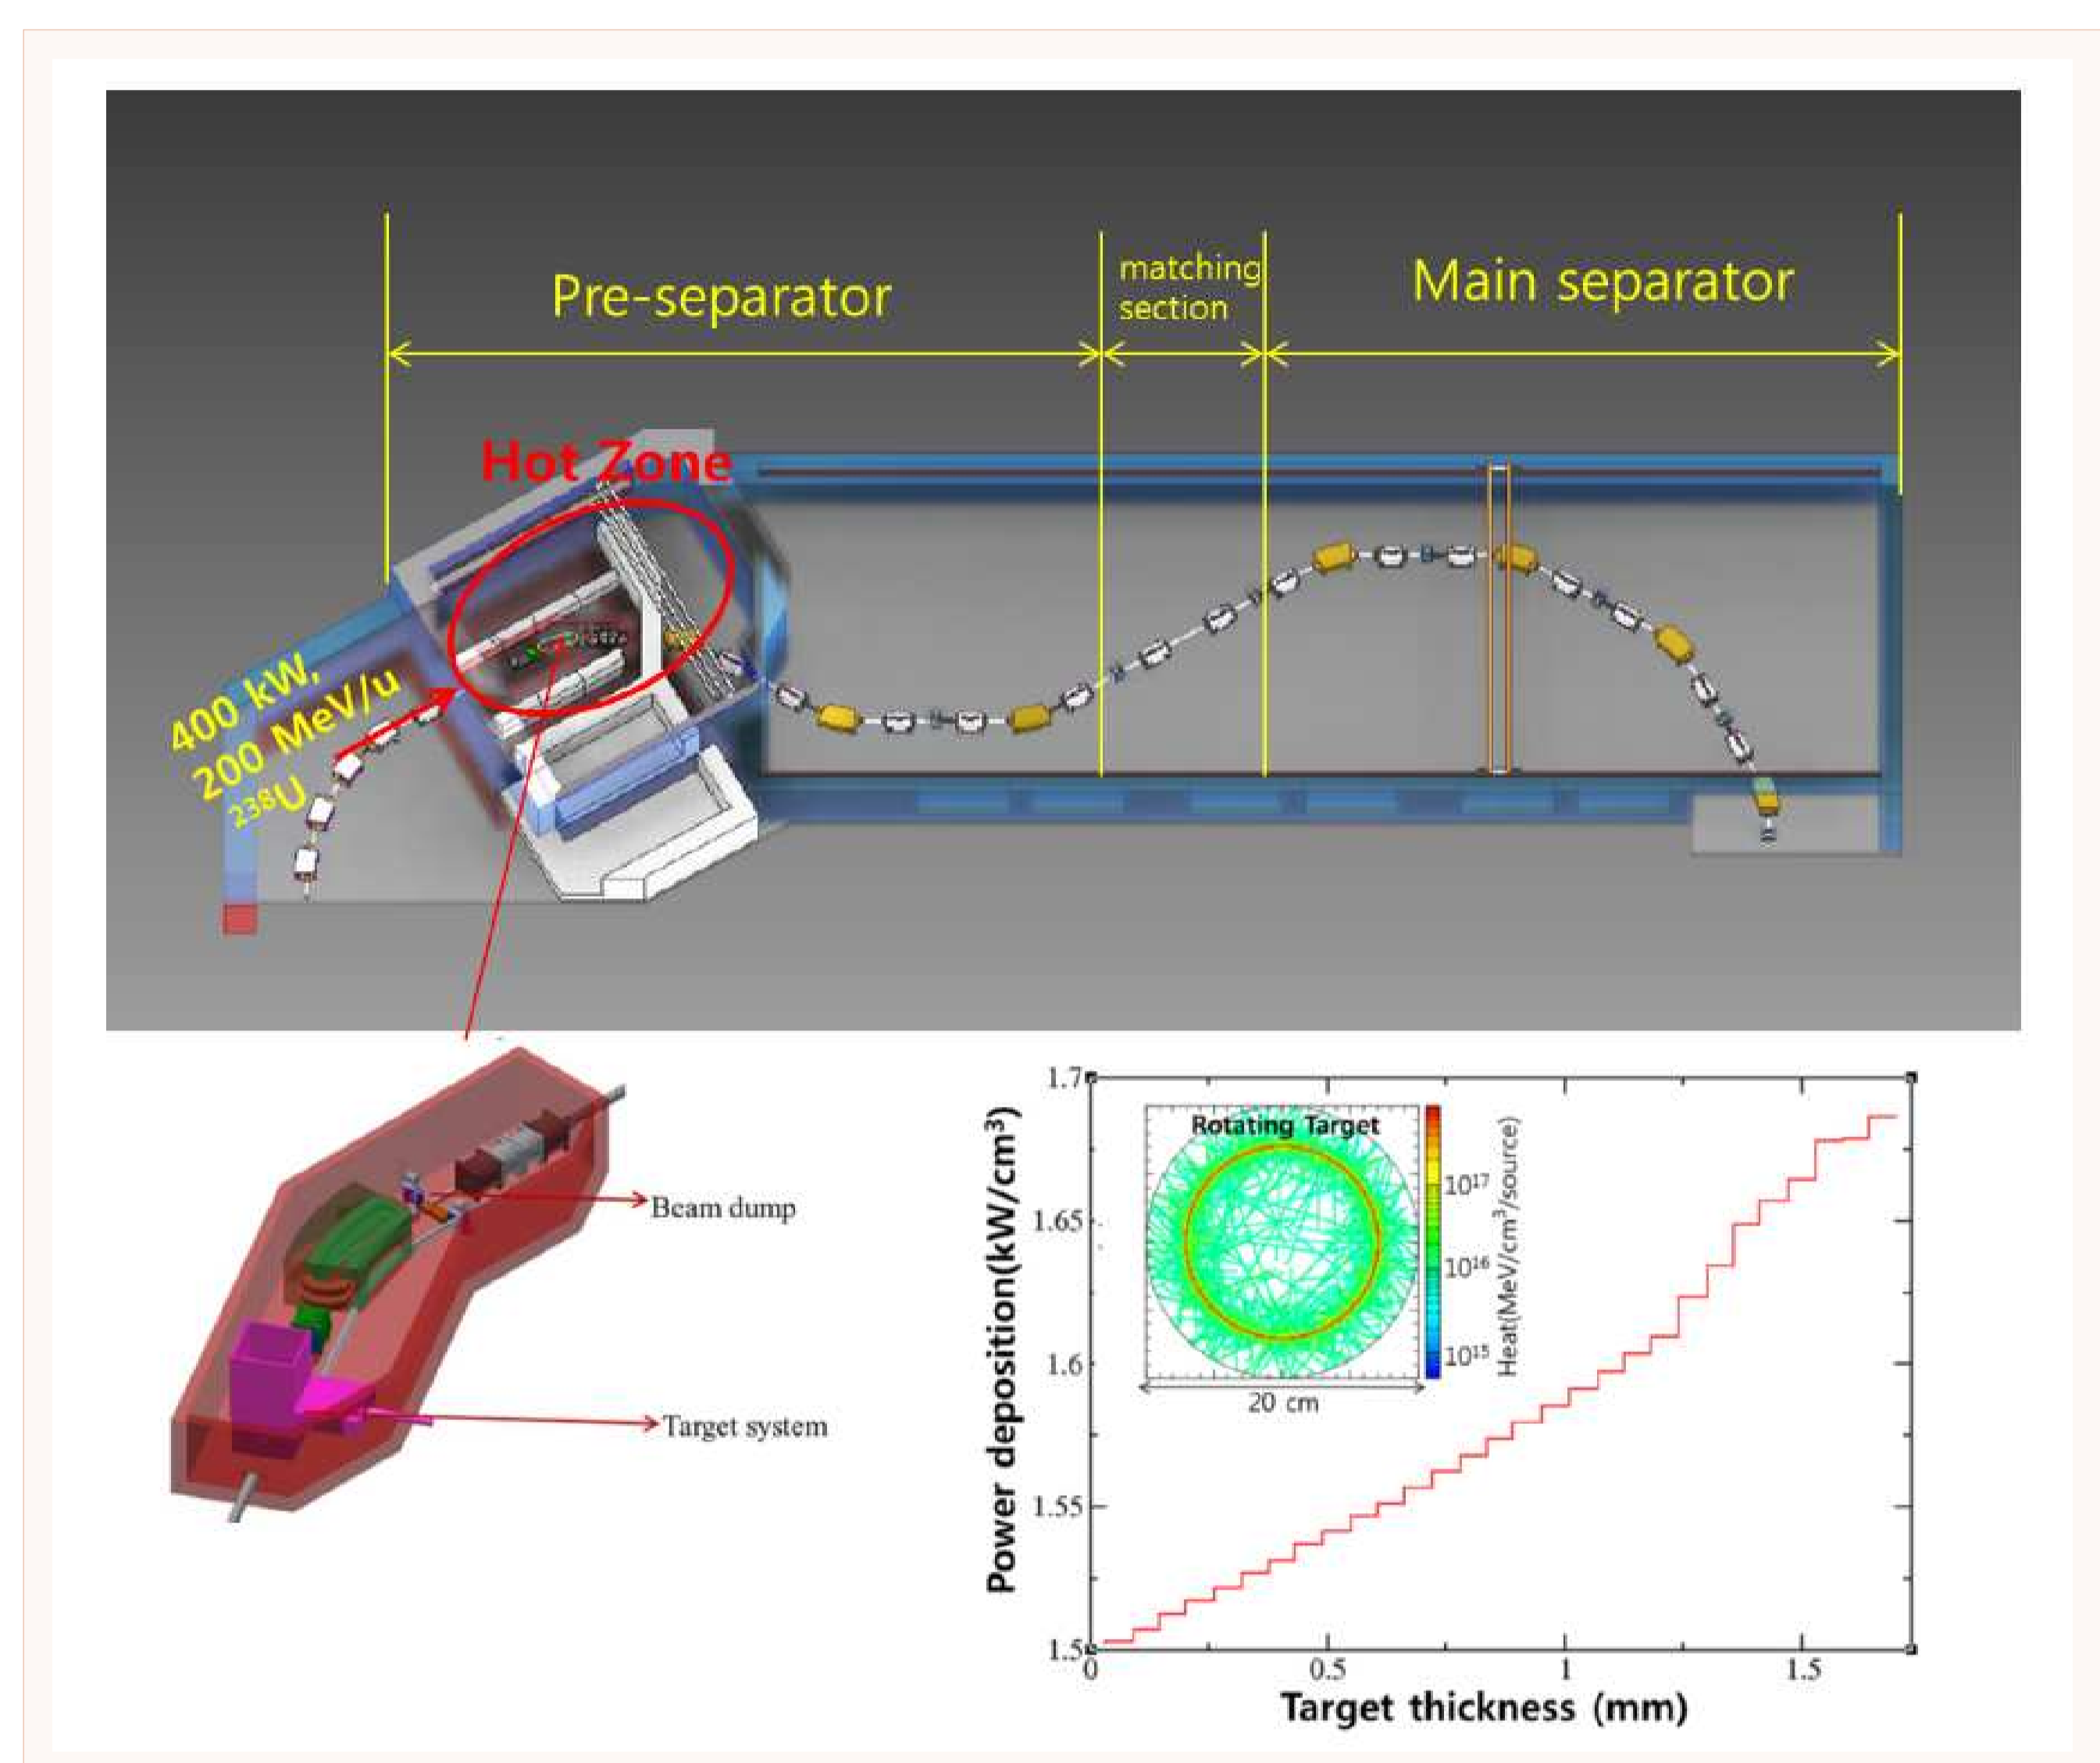 Pre-separator
matching
section
Main separator
Hot Zone
400 kW,
200 MeV/u
²³⁸U
Beam dump
Target system
Power deposition(kW/cm³)
1.7
1.65
1.6
1.55
1.5
Rotating Target
20 cm
10¹⁷
10¹⁶
10¹⁵
Heat(MeV/cm³/source)
0
0.5
1
1.5
Target thickness (mm)